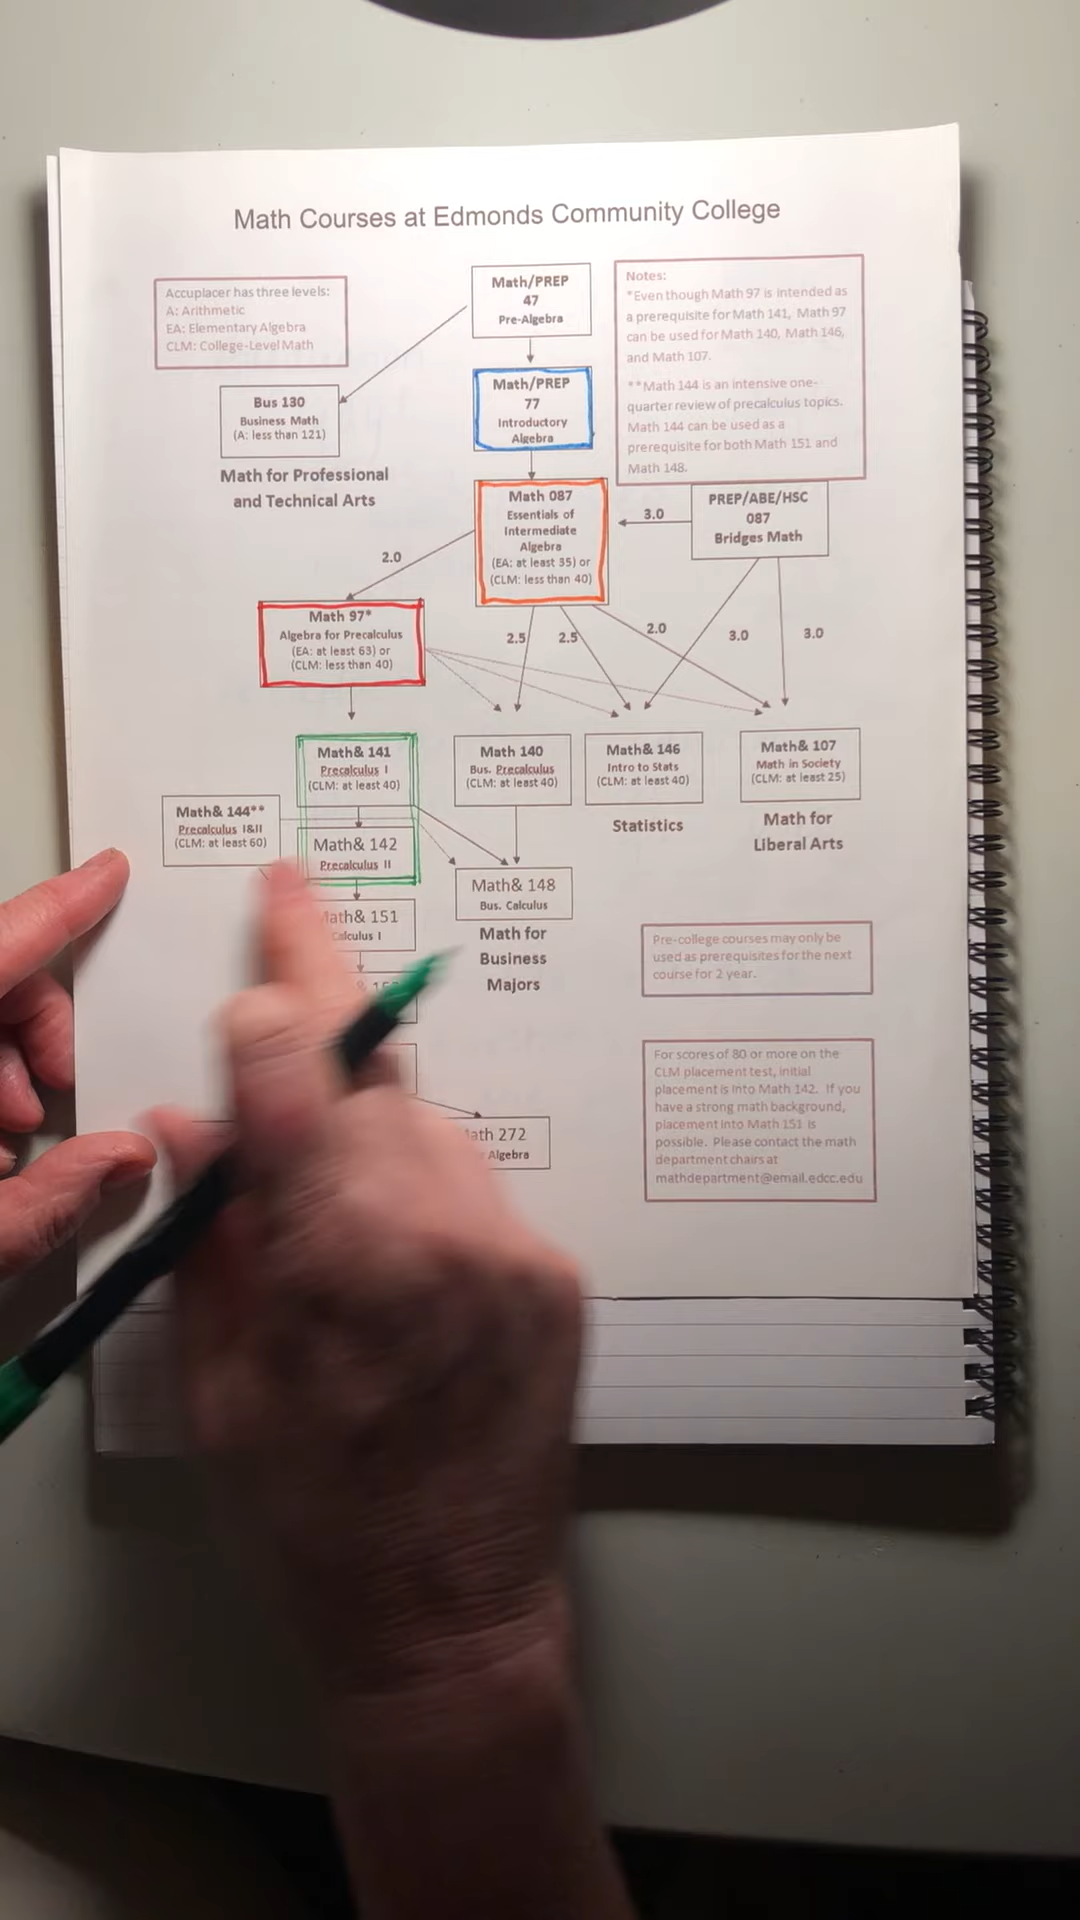 Math Courses at Edmonds Community College
Accuplacer has three levels:
A: Arithmetic
EA: Elementary Algebra
CLM: College-Level Math
Math/PREP
47
Pre-Algebra
Notes:
*Even though Math 97 is intended as
a prerequisite for Math 141, Math 97
can be used for Math 140, Math 146,
and Math 107.
**Math 144 is an intensive one-
quarter review of precalculus topics.
Math 144 can be used as a
prerequisite for both Math 151 and
Math 148.
Bus 130
Business Math
(A: less than 121)
Math for Professional
and Technical Arts
Math/PREP
77
Introductory
Algebra
Math 087
Essentials of
Intermediate
Algebra
(EA: at least 35) or
(CLM: less than 40)
3.0
PREP/ABE/HSC
087
Bridges Math
2.0
Math 97*
Algebra for Precalculus
(EA: at least 63) or
(CLM: less than 40)
2.5
2.5
2.0
3.0
3.0
Math& 141
Precalculus I
(CLM: at least 40)
Math 140
Bus. Precalculus
(CLM: at least 40)
Math& 146
Intro to Stats
(CLM: at least 40)
Math& 107
Math in Society
(CLM: at least 25)
Math& 144**
Precalculus I&II
(CLM: at least 60)
Math& 142
Precalculus II
Statistics
Math for
Liberal Arts
Math& 148
Bus. Calculus
Math for
Business
Majors
ath& 151
Calculus I
Pre-college courses may only be
used as prerequisites for the next
course for 2 year.
ath 272
Algebra
For scores of 80 or more on the
CLM placement test, initial
placement is into Math 142. If you
have a strong math background,
placement into Math 151 is
possible. Please contact the math
department chairs at
mathdepartment@email.edcc.edu